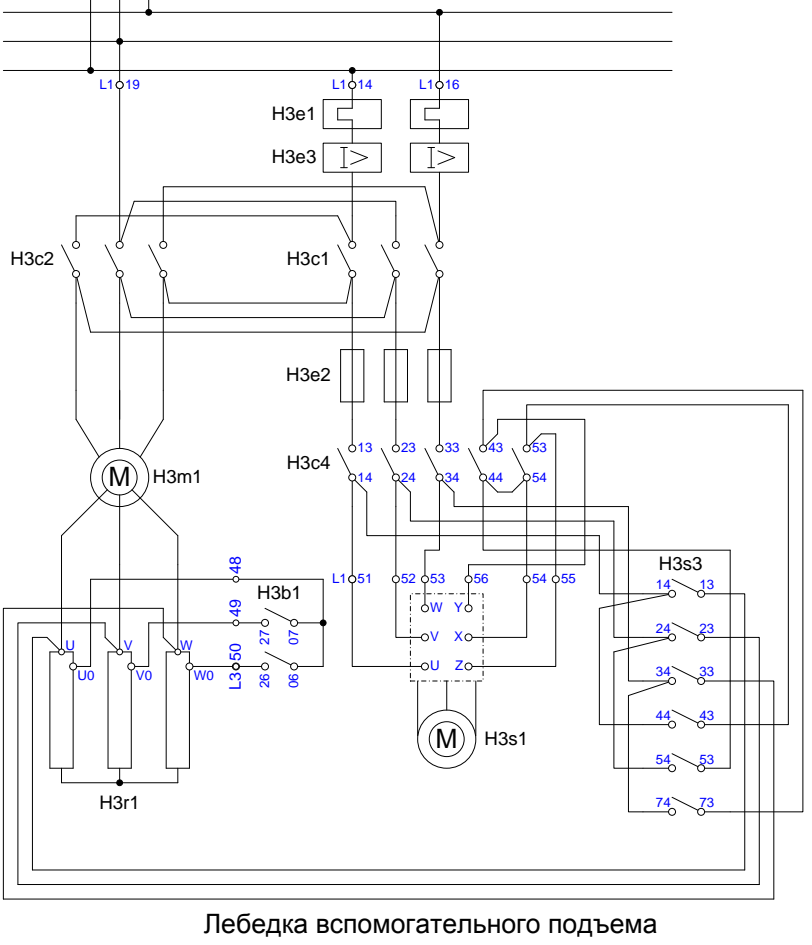 L1 19
L1 14
L1 16
H3e1
H3e3
H3c2
H3c1
H3e2
H3c4
13 23 33 43 53
14 24 34 44 54
H3m1
48
H3b1
49
27 07
L3 50
26 06
L1 51 52 53 56 54 55
W Y
V X
U Z
H3s1
H3s3
14 13
24 23
34 33
44 43
54 53
74 73
U V W
U0 V0 W0
H3r1
M
M
Лебедка вспомогательного подъема